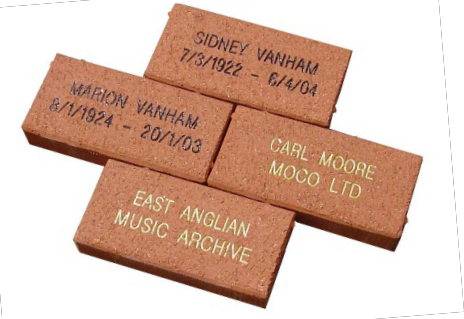 SIDNEY VANHAM
7/3/1922 - 6/4/04
MARION VANHAM
8/1/1924 - 20/1/03
CARL MOORE
MOCO LTD
EAST ANGLIAN
MUSIC ARCHIVE